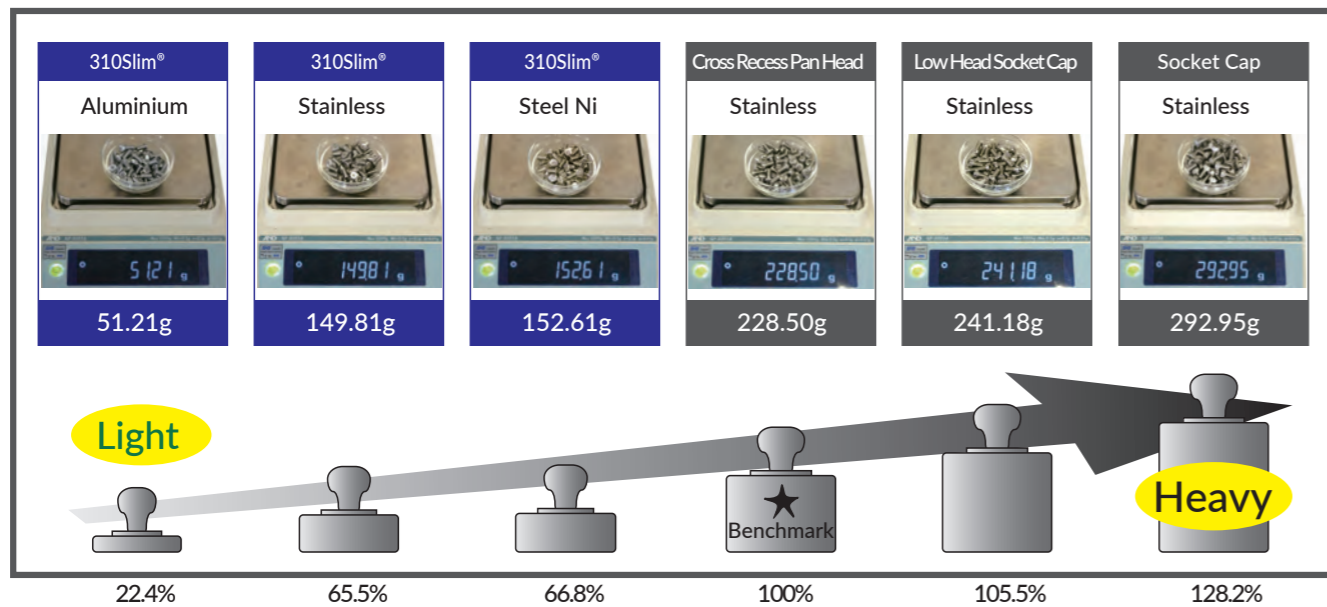 310Slim®
Aluminium
51.21 g
51.21g
310Slim®
Stainless
149.81 g
149.81g
310Slim®
Steel Ni
152.61 g
152.61g
Cross Recess Pan Head
Stainless
228.50 g
228.50g
Low Head Socket Cap
Stainless
241.18 g
241.18g
Socket Cap
Stainless
292.95 g
292.95g
Light
Benchmark
Heavy
22.4%
65.5%
66.8%
100%
105.5%
128.2%